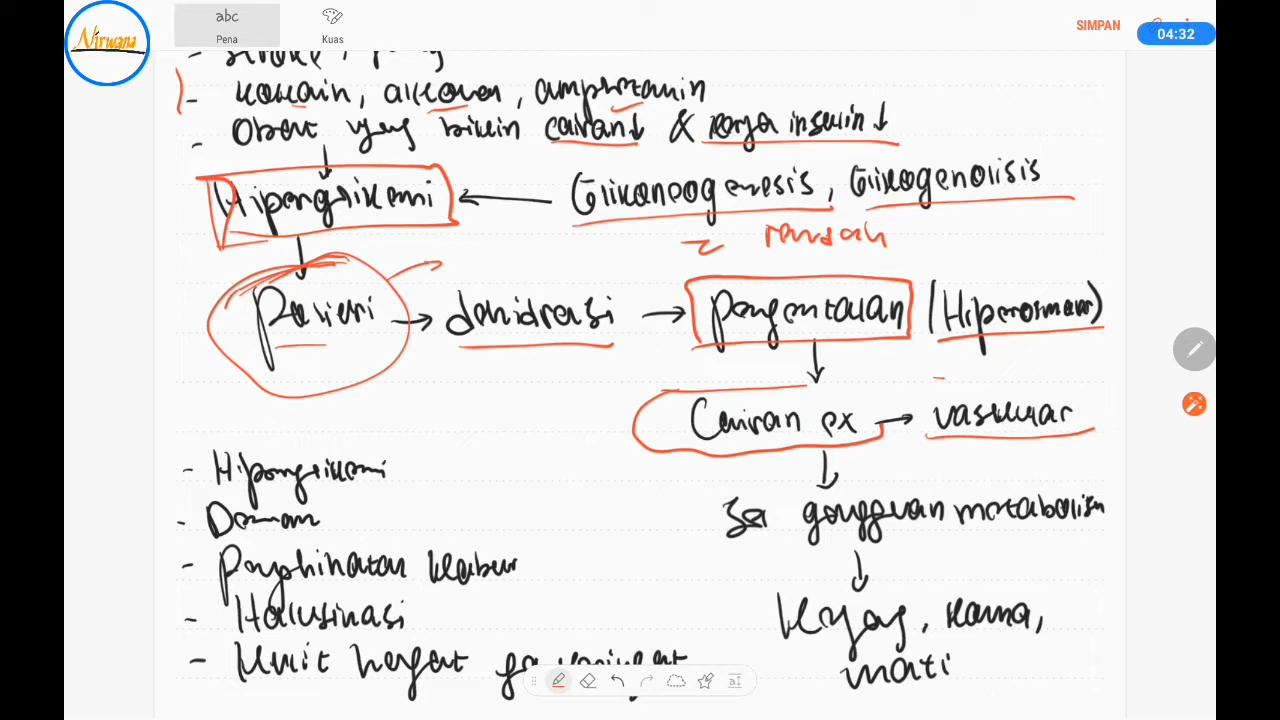 Nirwana
abc
Pena
Kuas
SIMPAN
04:32
- kokain, alkohol, amphetamin
- Obat yang bikin cairan↓ & kerja insulin↓
Hiperglikemi ← Glikoneogenesis, Glikogenolisis
rendah
Poliuri → dehidrasi → pengentalan (Hiperosmolar)
Cairan ex → vaskular
- Hiperglikemi
Sel gangguan metabolism
- Demam
- Penglihatan kabur
- Halusinasi
Kejang, koma,
- Kulit hangat
mati